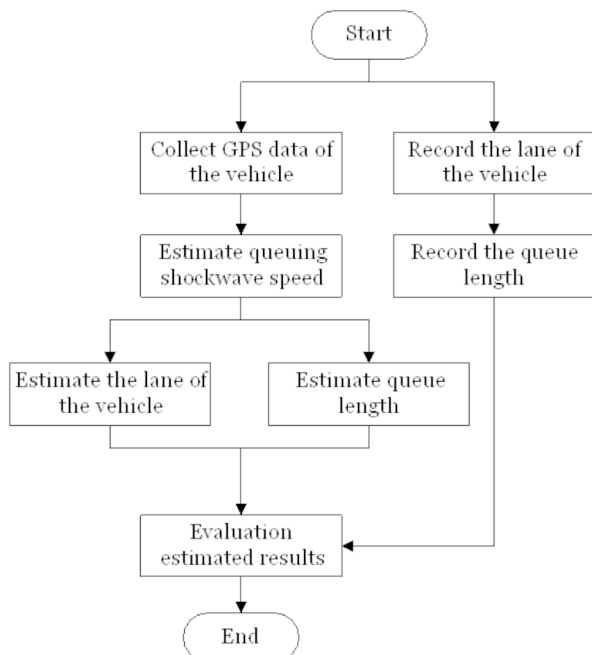 Start
Collect GPS data of
the vehicle
Record the lane of
the vehicle
Estimate queuing
shockwave speed
Record the queue
length
Estimate the lane of
the vehicle
Estimate queue
length
Evaluation
estimated results
End